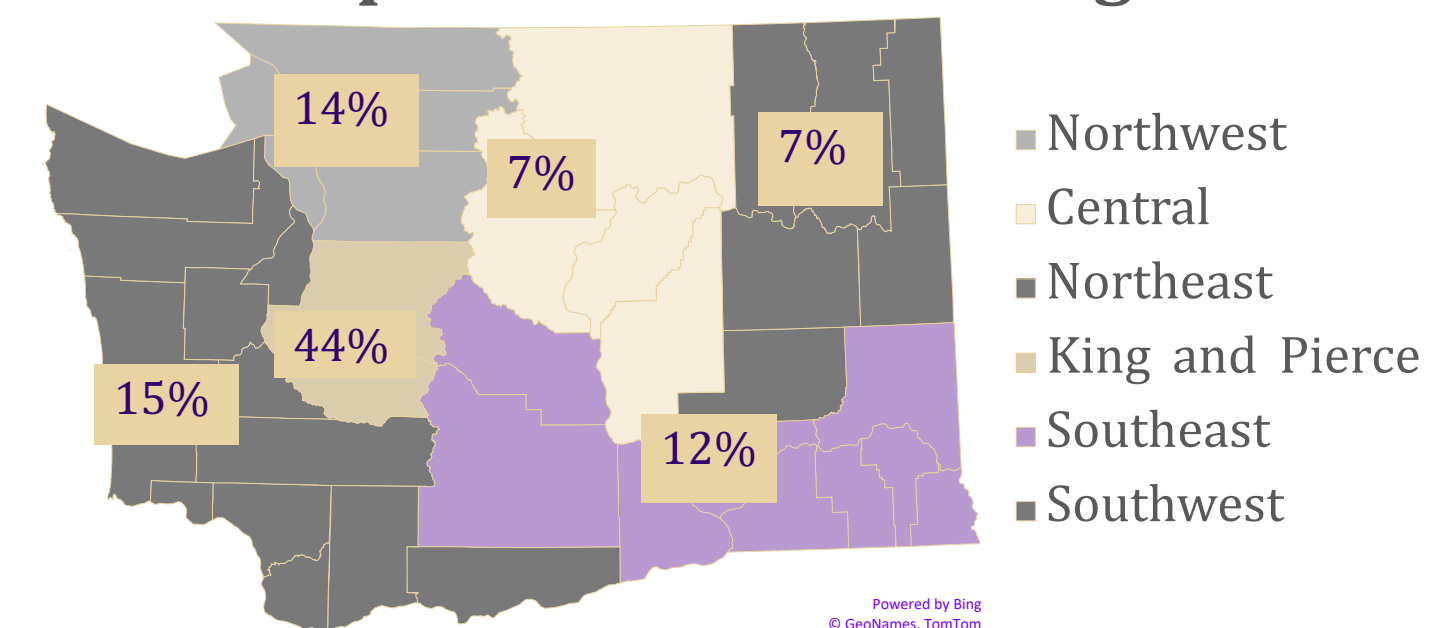 14%
7%
7%
44%
15%
12%
Northwest
Central
Northeast
King and Pierce
Southeast
Southwest
Powered by Bing
© GeoNames, TomTom